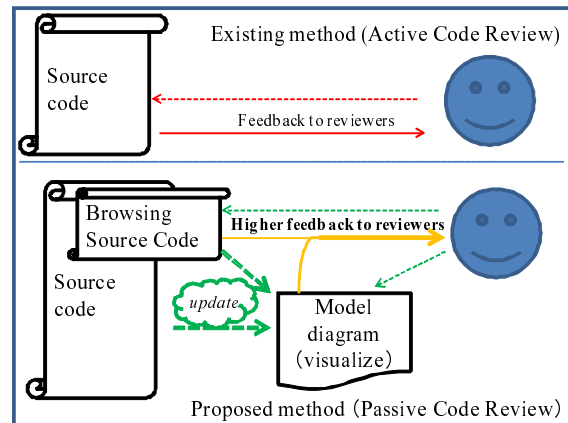 Existing method (Active Code Review)
Source
code
Feedback to reviewers
Browsing
Source Code
Higher feedback to reviewers
Source
code
update
Model
diagram
(visualize)
Proposed method (Passive Code Review)